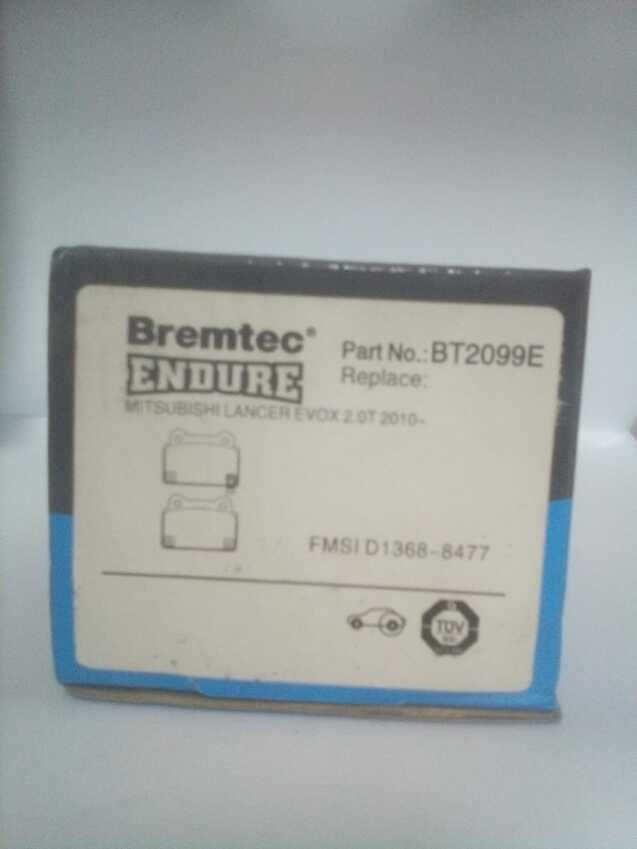 Bremtec®
ENDURE
Part No.: BT2099E
Replace:
MITSUBISHI LANCER EVOX 2.0T 2010-
FMSI D1368-8477
TÜV